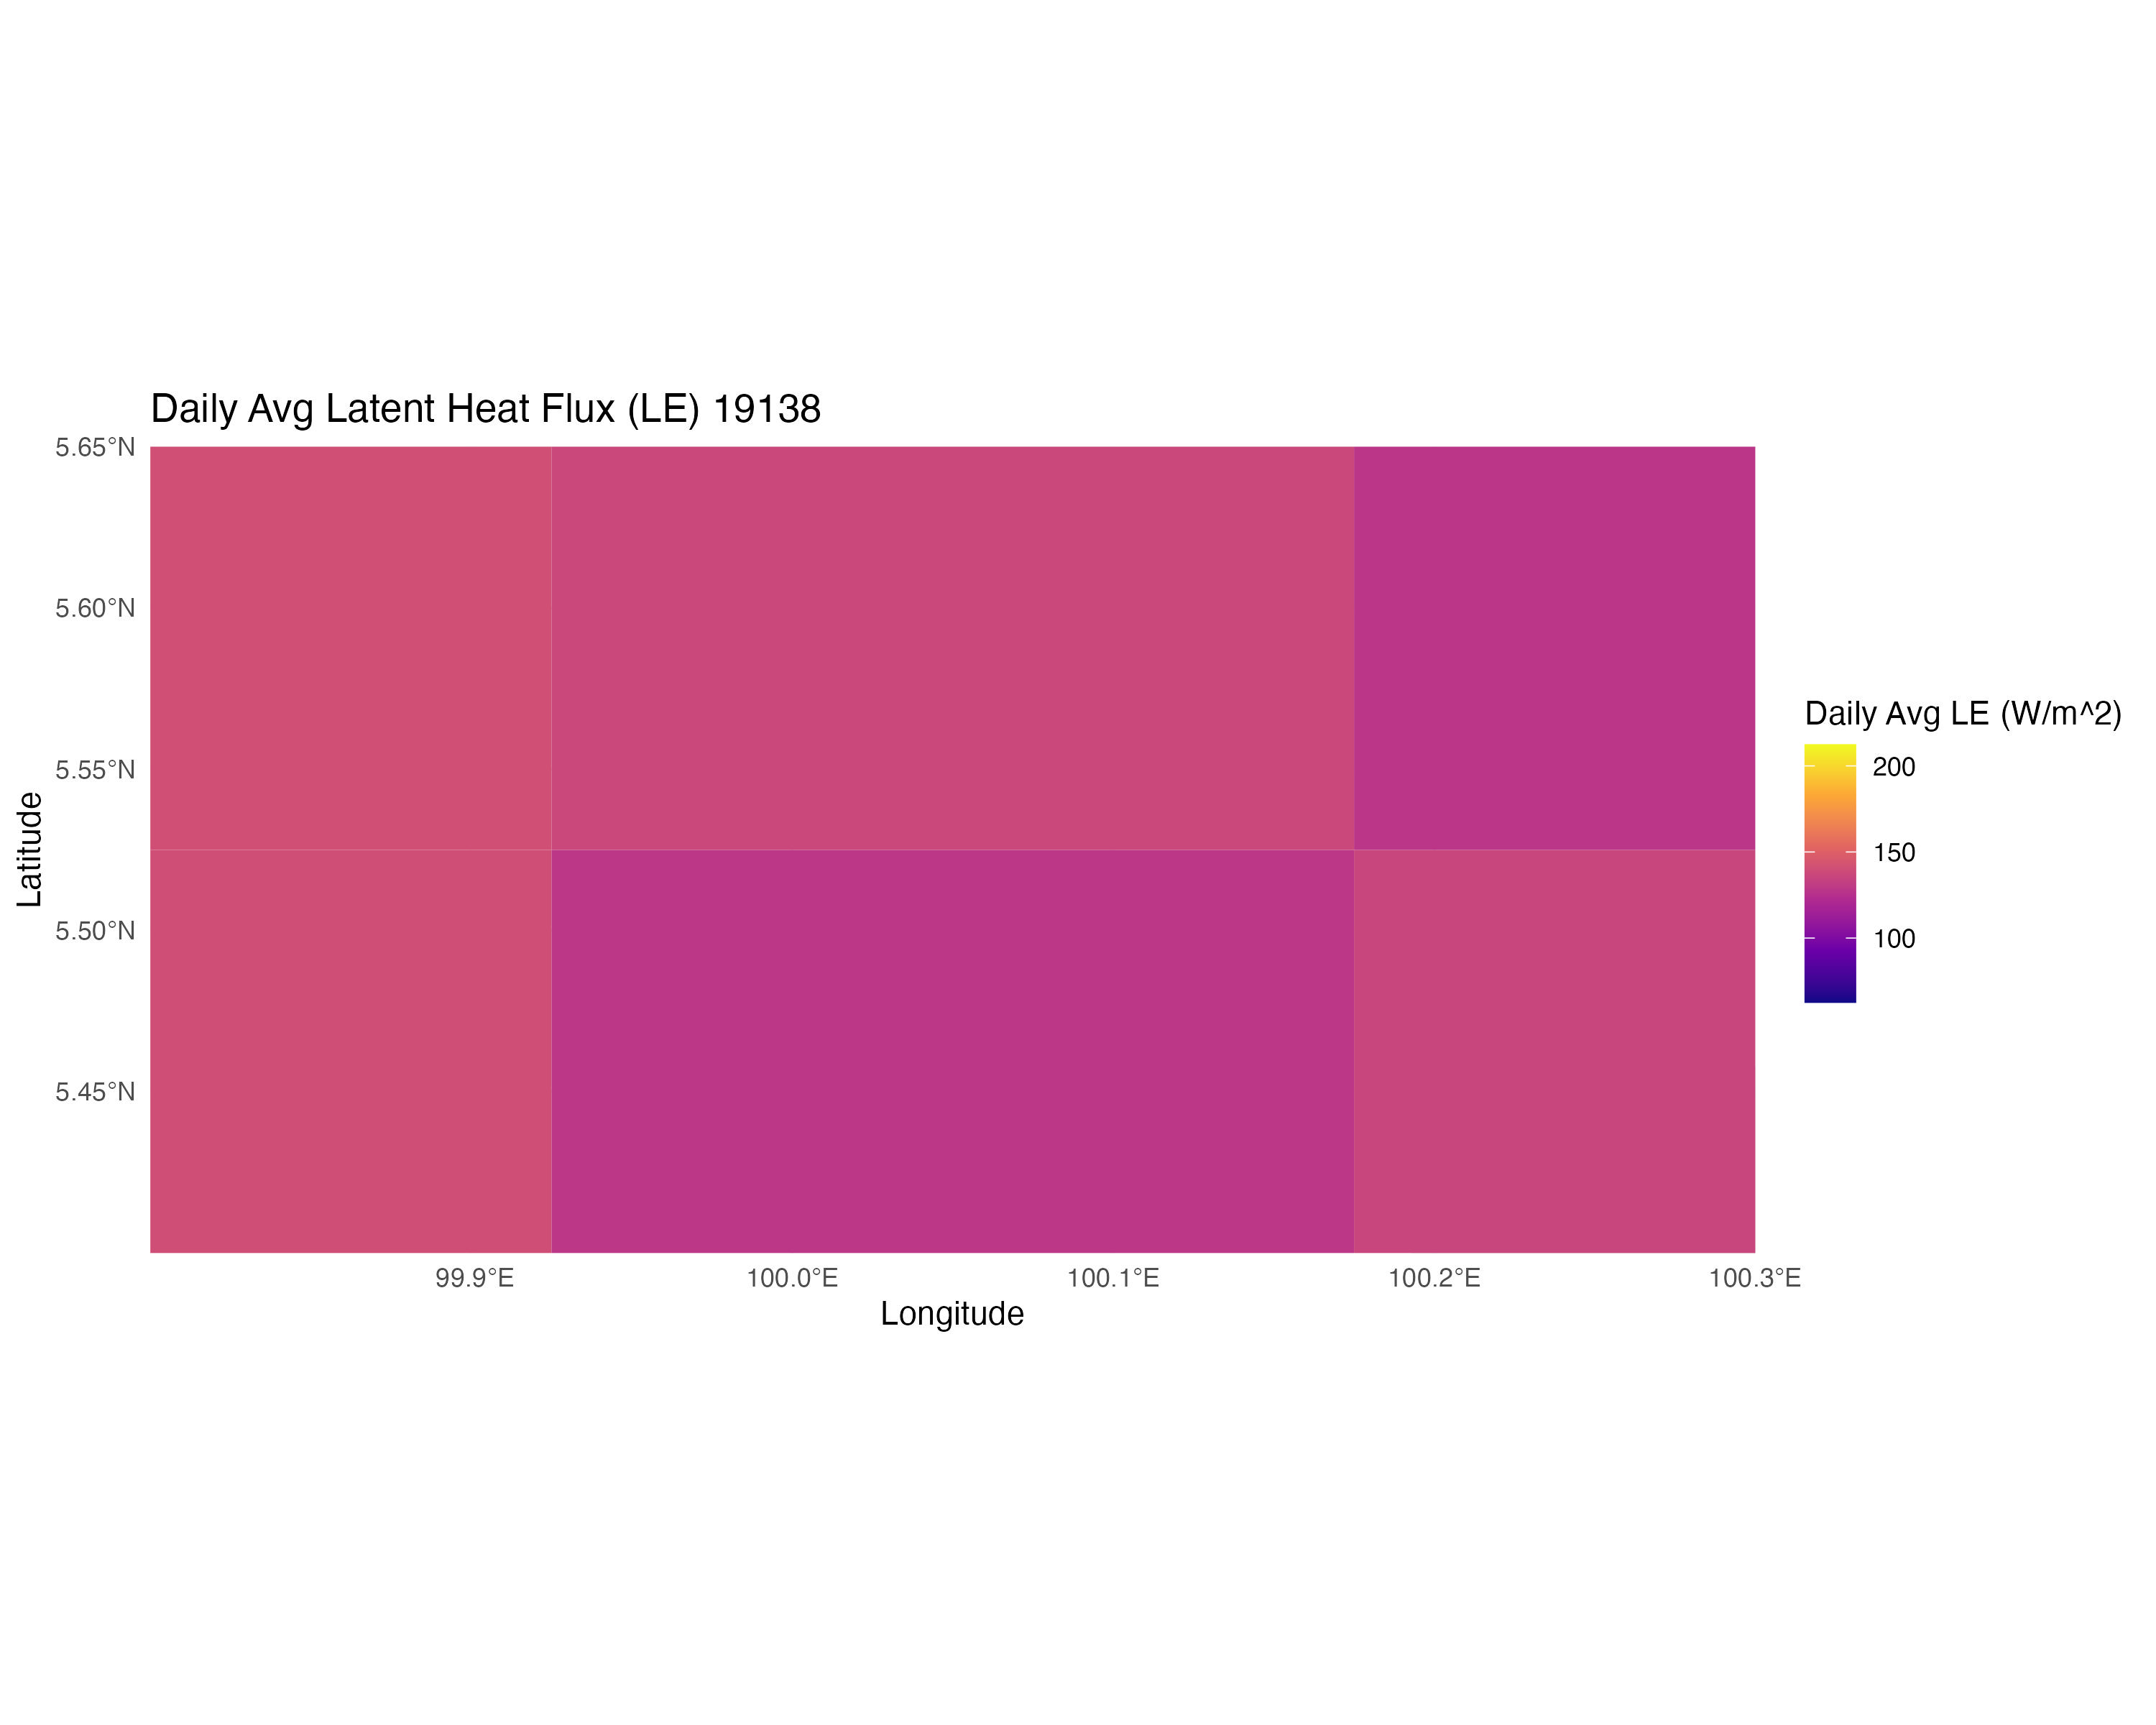 Daily Avg Latent Heat Flux (LE) 19138
5.65°N
5.60°N
5.55°N
5.50°N
5.45°N
Latitude
99.9°E
100.0°E
100.1°E
100.2°E
100.3°E
Longitude
Daily Avg LE (W/m^2)
200
150
100